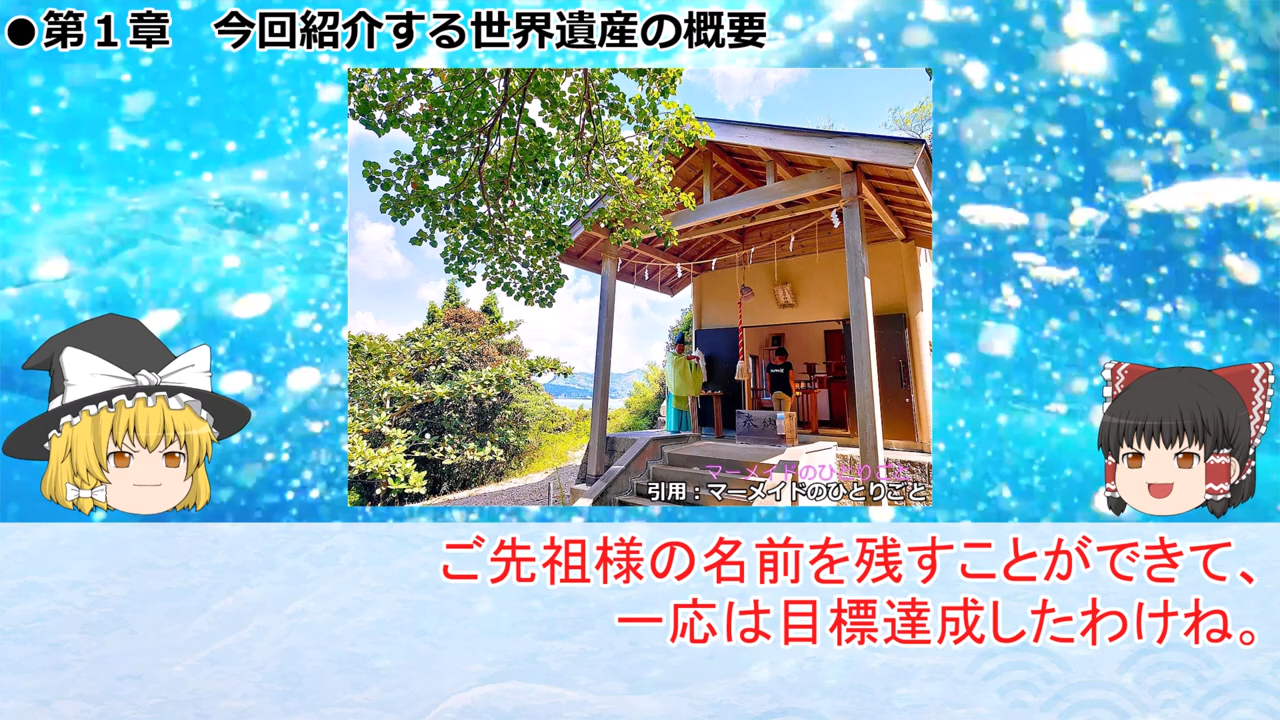 ●第１章　今回紹介する世界遺産の概要
奉納
マーメイドのひとりごと
引用：マーメイドのひとりごと
ご先祖様の名前を残すことができて、
一応は目標達成したわけね。